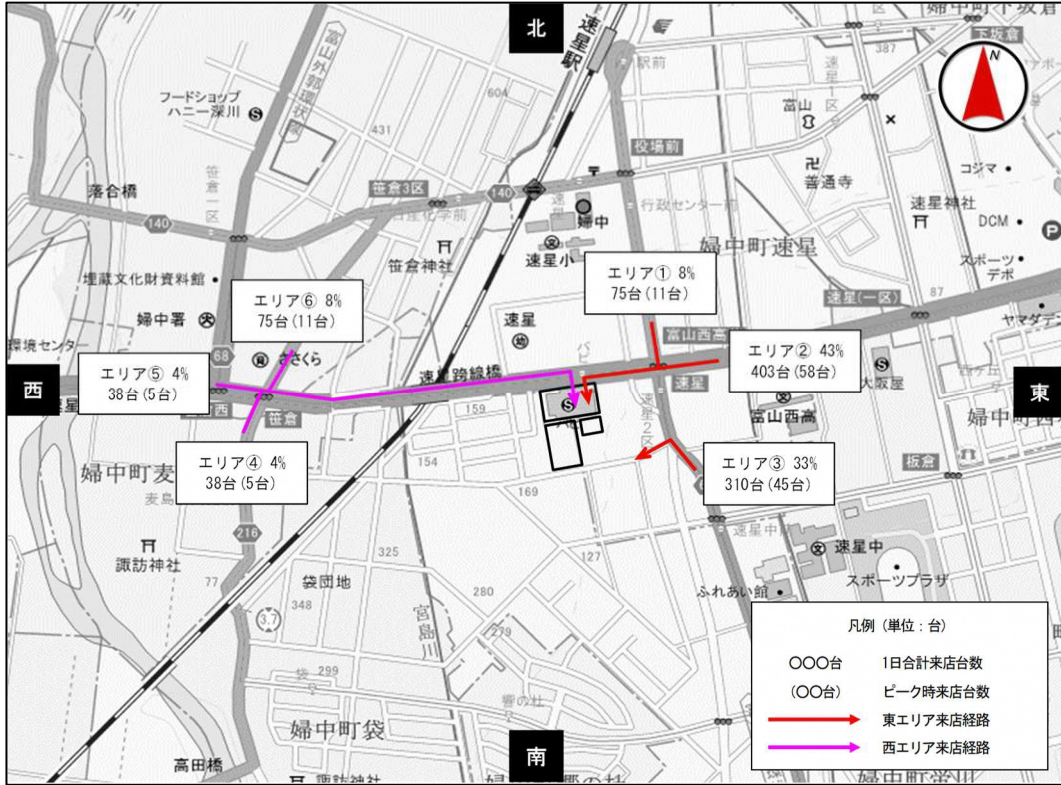 北
N
速星駅
駅前
婦中町下坂倉
下坂倉
387
速星1区
富山外郭環状線
フードショップ
ハニー深川
604
431
富山
役場前
コジマ
善通寺
落合橋
笹倉3区
140
日産化学前
笹倉一区
140
婦中
行政センター前
速星神社
DCM
P
笹倉神社
速星小
婦中町速星
埋蔵文化財資料館
スポーツ
デポ
エリア① 8%
75台(11台)
エリア⑥ 8%
75台(11台)
速星(一区)
87
婦中署
速星
富山西高
ヤマダデ
環境センター
68
ささくら
エリア② 43%
403台(58台)
エリア⑤ 4%
38台(5台)
速星跨線橋
大阪屋
西
東
笹倉
159
速星
速星2区
富山西高
エリア④ 4%
38台(5台)
154
エリア③ 33%
310台(45台)
板倉
婦中町麦
麦島
169
216
速星中
諏訪神社
325
127
77
袋団地
スポーツプラザ
ふれあい館
348
280
宮島川
3.7
279
凡例(単位:台)
○○○台 1日合計来店台数
(○○台) ピーク時来店台数
東エリア来店経路
西エリア来店経路
299
袋
響の杜
婦中町袋
南
高田橋
諏訪神社